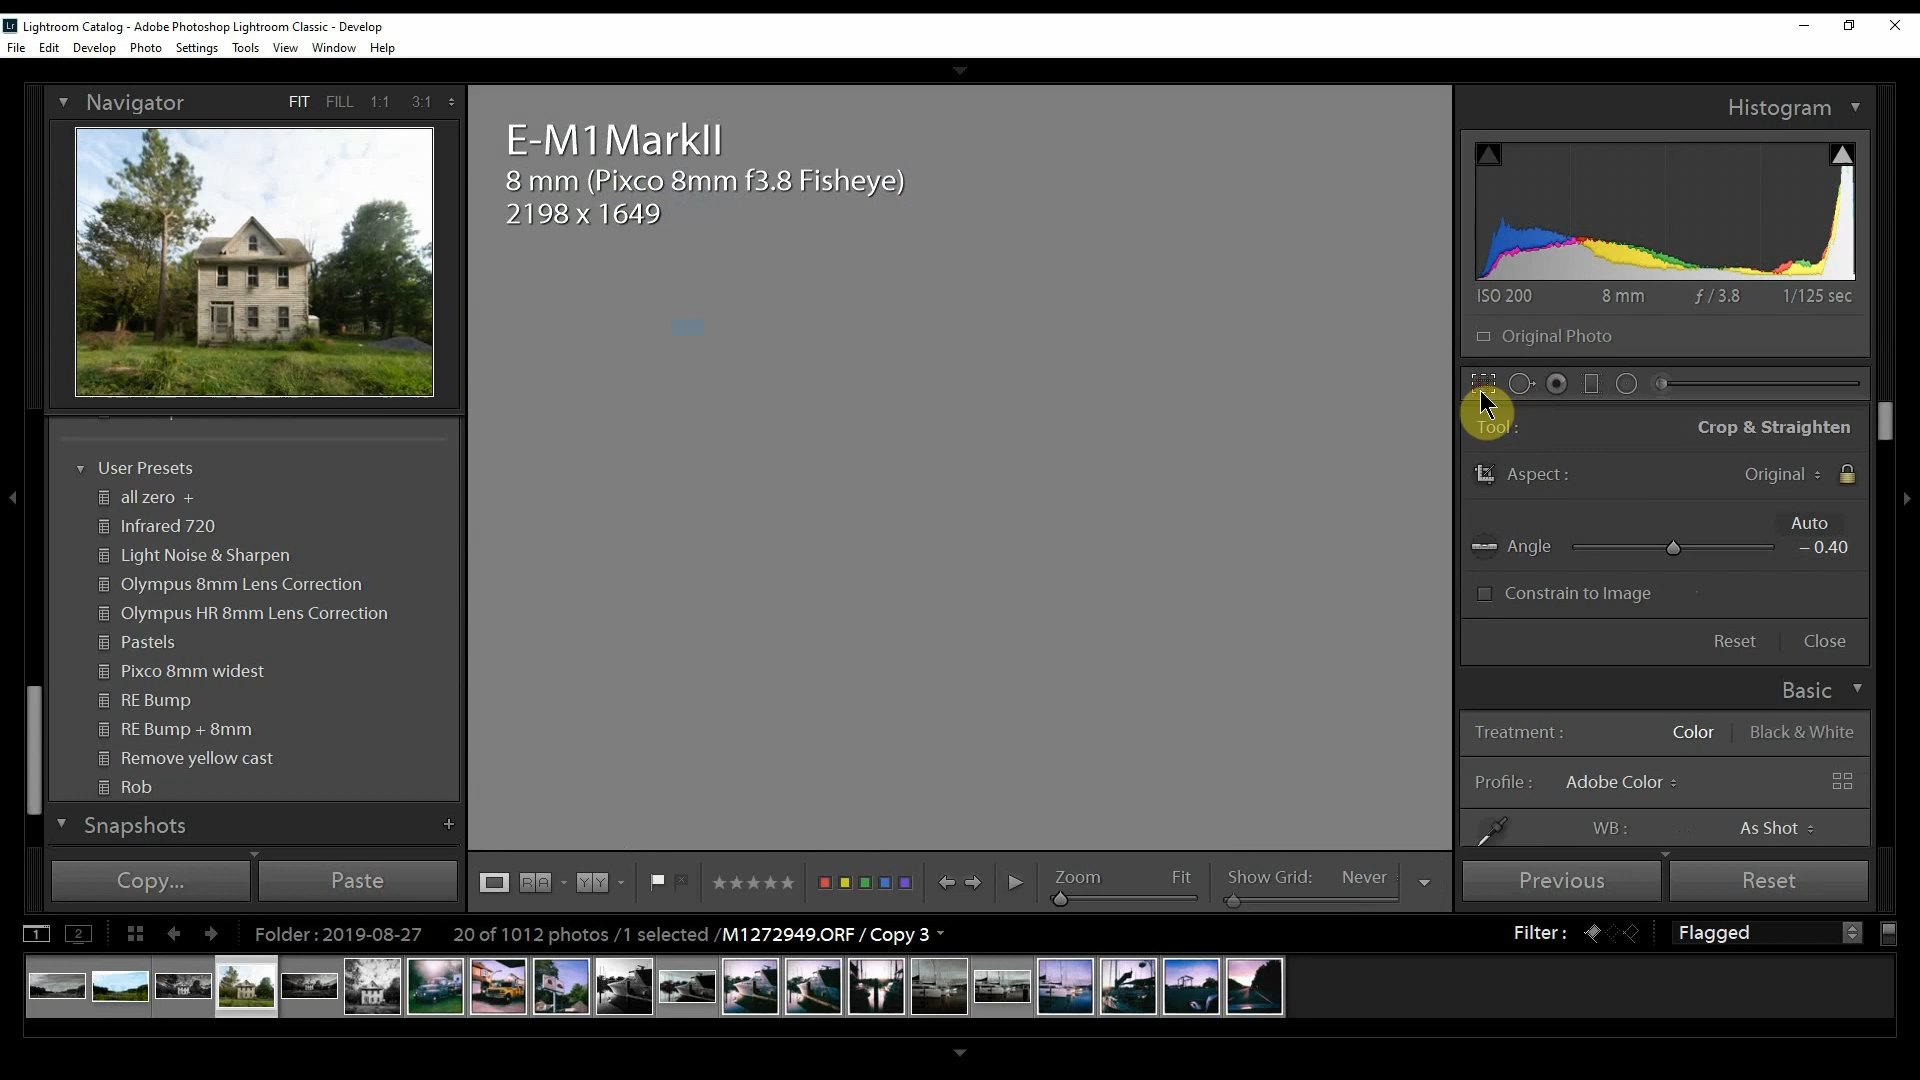 Lightroom Catalog - Adobe Photoshop Lightroom Classic - Develop
File Edit Develop Photo Settings Tools View Window Help
Navigator FIT FILL 1:1 3:1
Histogram
E-M1MarkII
8 mm (Pixco 8mm f3.8 Fisheye)
2198 x 1649
ISO 200 8 mm ƒ / 3.8 1/125 sec
Original Photo
Tool : Crop & Straighten
Aspect : Original
Auto
Angle – 0.40
Constrain to Image
Reset Close
Basic
Treatment : Color Black & White
Profile : Adobe Color
WB : As Shot
User Presets
all zero +
Infrared 720
Light Noise & Sharpen
Olympus 8mm Lens Correction
Olympus HR 8mm Lens Correction
Pastels
Pixco 8mm widest
RE Bump
RE Bump + 8mm
Remove yellow cast
Rob
Snapshots +
Copy... Paste
R A Y Y Zoom Fit Show Grid: Never
Previous Reset
1 2 Folder : 2019-08-27 20 of 1012 photos / 1 selected / M1272949.ORF / Copy 3
Filter : Flagged